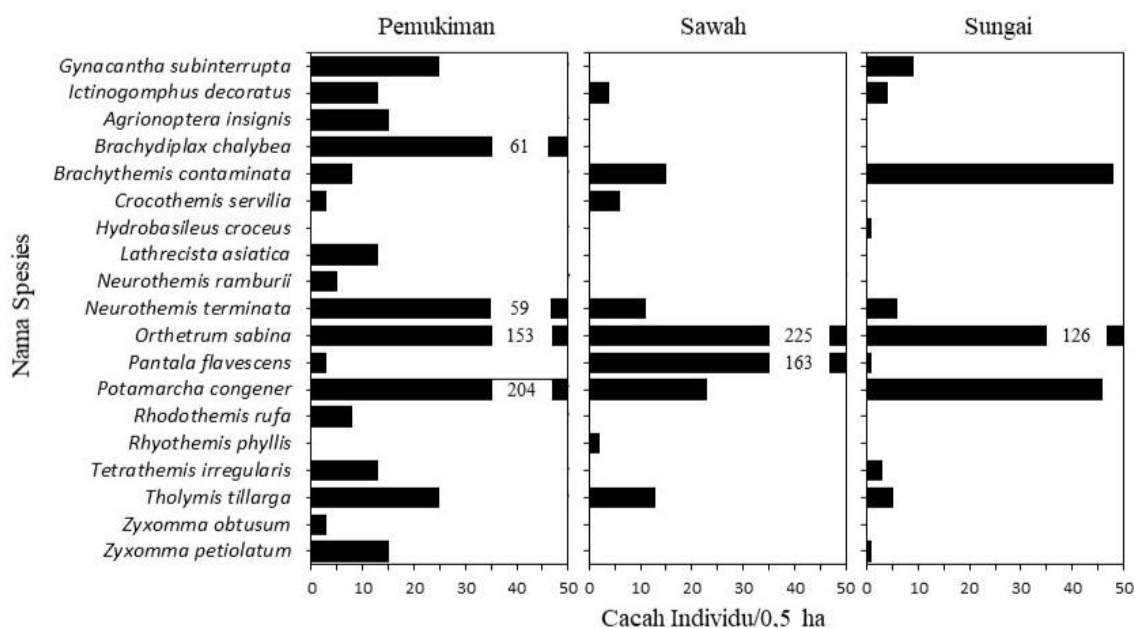 Pemukiman Sawah Sungai
Nama Spesies
Gynacantha subinterrupta
Ictinogomphus decoratus
Agrionoptera insignis
Brachydiplax chalybea 61
Brachythemis contaminata
Crocothemis servilia
Hydrobasileus croceus
Lathrecista asiatica
Neurothemis ramburii
Neurothemis terminata 59
Orthetrum sabina 153 225 126
Pantala flavescens 163
Potamarcha congener 204
Rhodothemis rufa
Rhyothemis phyllis
Tetrathemis irregularis
Tholymis tillarga
Zyxomma obtusum
Zyxomma petiolatum
0 10 20 30 40 50 0 10 20 30 40 50 0 10 20 30 40 50
Cacah Individu/0,5 ha